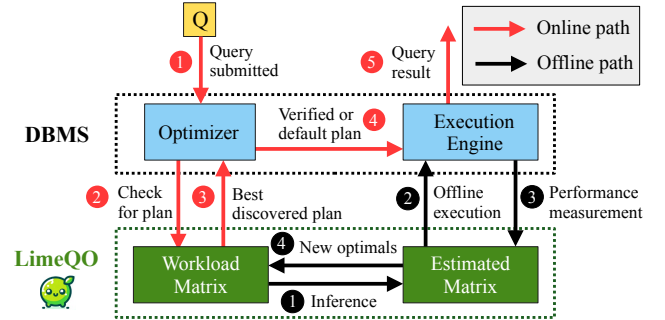 Q
1 Query
submitted
5 Query
result
Online path
Offline path
DBMS
Optimizer
Verified or
default plan
4
Execution
Engine
2 Check
for plan
3 Best
discovered plan
2 Offline
execution
3 Performance
measurement
LimeQO
Workload
Matrix
4 New optimals
1 Inference
Estimated
Matrix